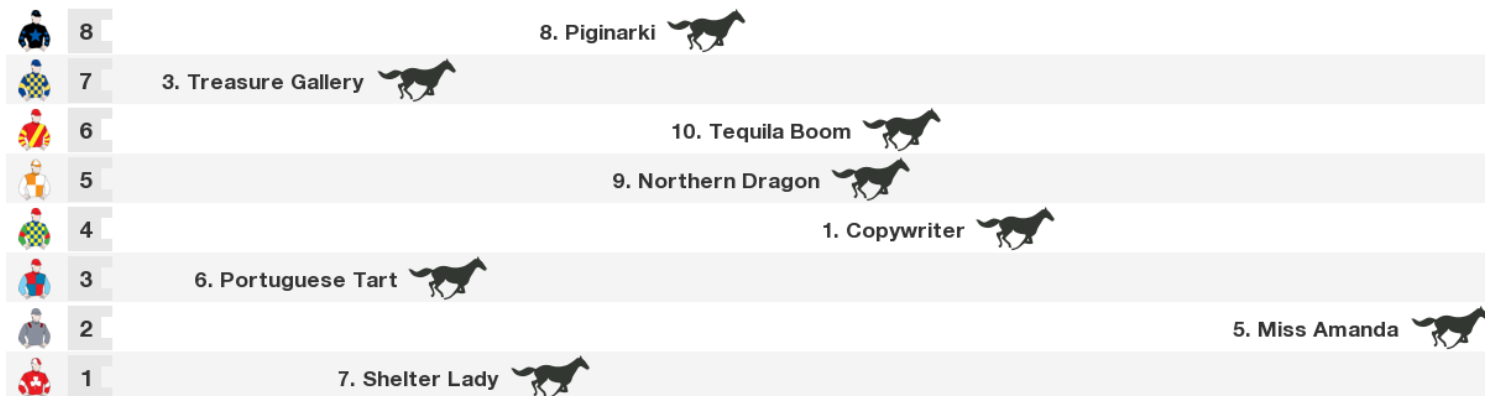 8 8. Piginarki
7 3. Treasure Gallery
6 10. Tequila Boom
5 9. Northern Dragon
4 1. Copywriter
3 6. Portuguese Tart
2 5. Miss Amanda
1 7. Shelter Lady